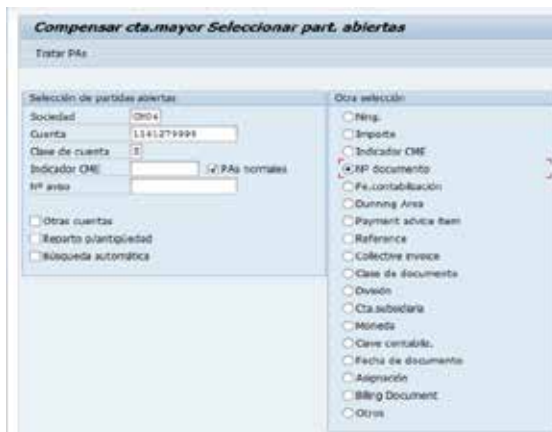 Compensar cta.mayor Seleccionar part. abiertas
Tratar PAs
Selección de partidas abiertas
Sociedad
Cuenta 1141279999
Clase de cuenta S
Indicador CME PAs normales
Nº aviso
Otras cuentas
Reparto p/antigüedad
Búsqueda automática
Otra selección
Ning.
Importe
Indicador CME
Nº documento
Fe.contabilización
Dunning Area
Payment advice item
Reference
Collective invoice
Clase de documento
División
Cta.subsidiaria
Moneda
Clave contabiliz.
Fecha de documento
Asignación
Billing Document
Otros